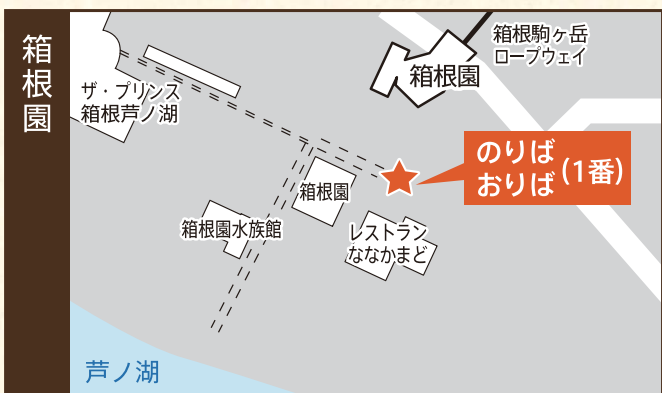 箱根園
箱根駒ヶ岳
ロープウェイ
箱根園
ザ・プリンス
箱根芦ノ湖
のりば
おりば
(1番)
箱根園
箱根園水族館
レストラン
ななかまど
芦ノ湖